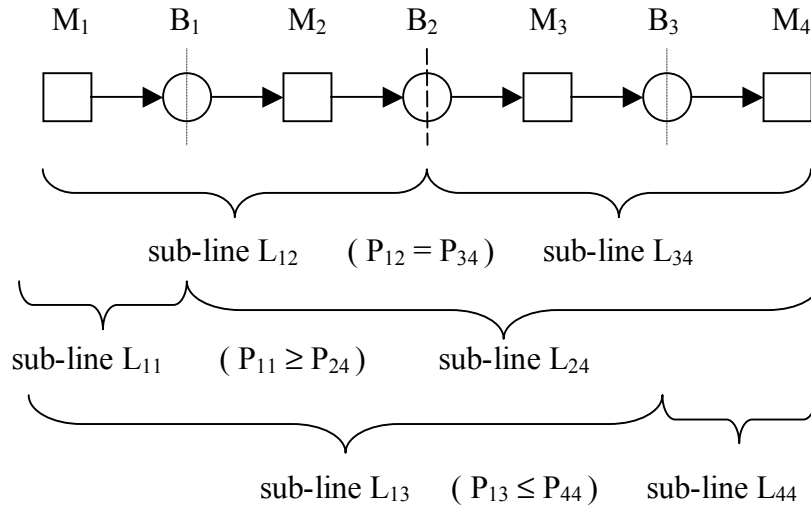 M₁ B₁ M₂ B₂ M₃ B₃ M₄
sub-line L₁₂ ( P₁₂ = P₃₄ ) sub-line L₃₄
sub-line L₁₁ ( P₁₁ ≥ P₂₄ ) sub-line L₂₄
sub-line L₁₃ ( P₁₃ ≤ P₄₄ ) sub-line L₄₄